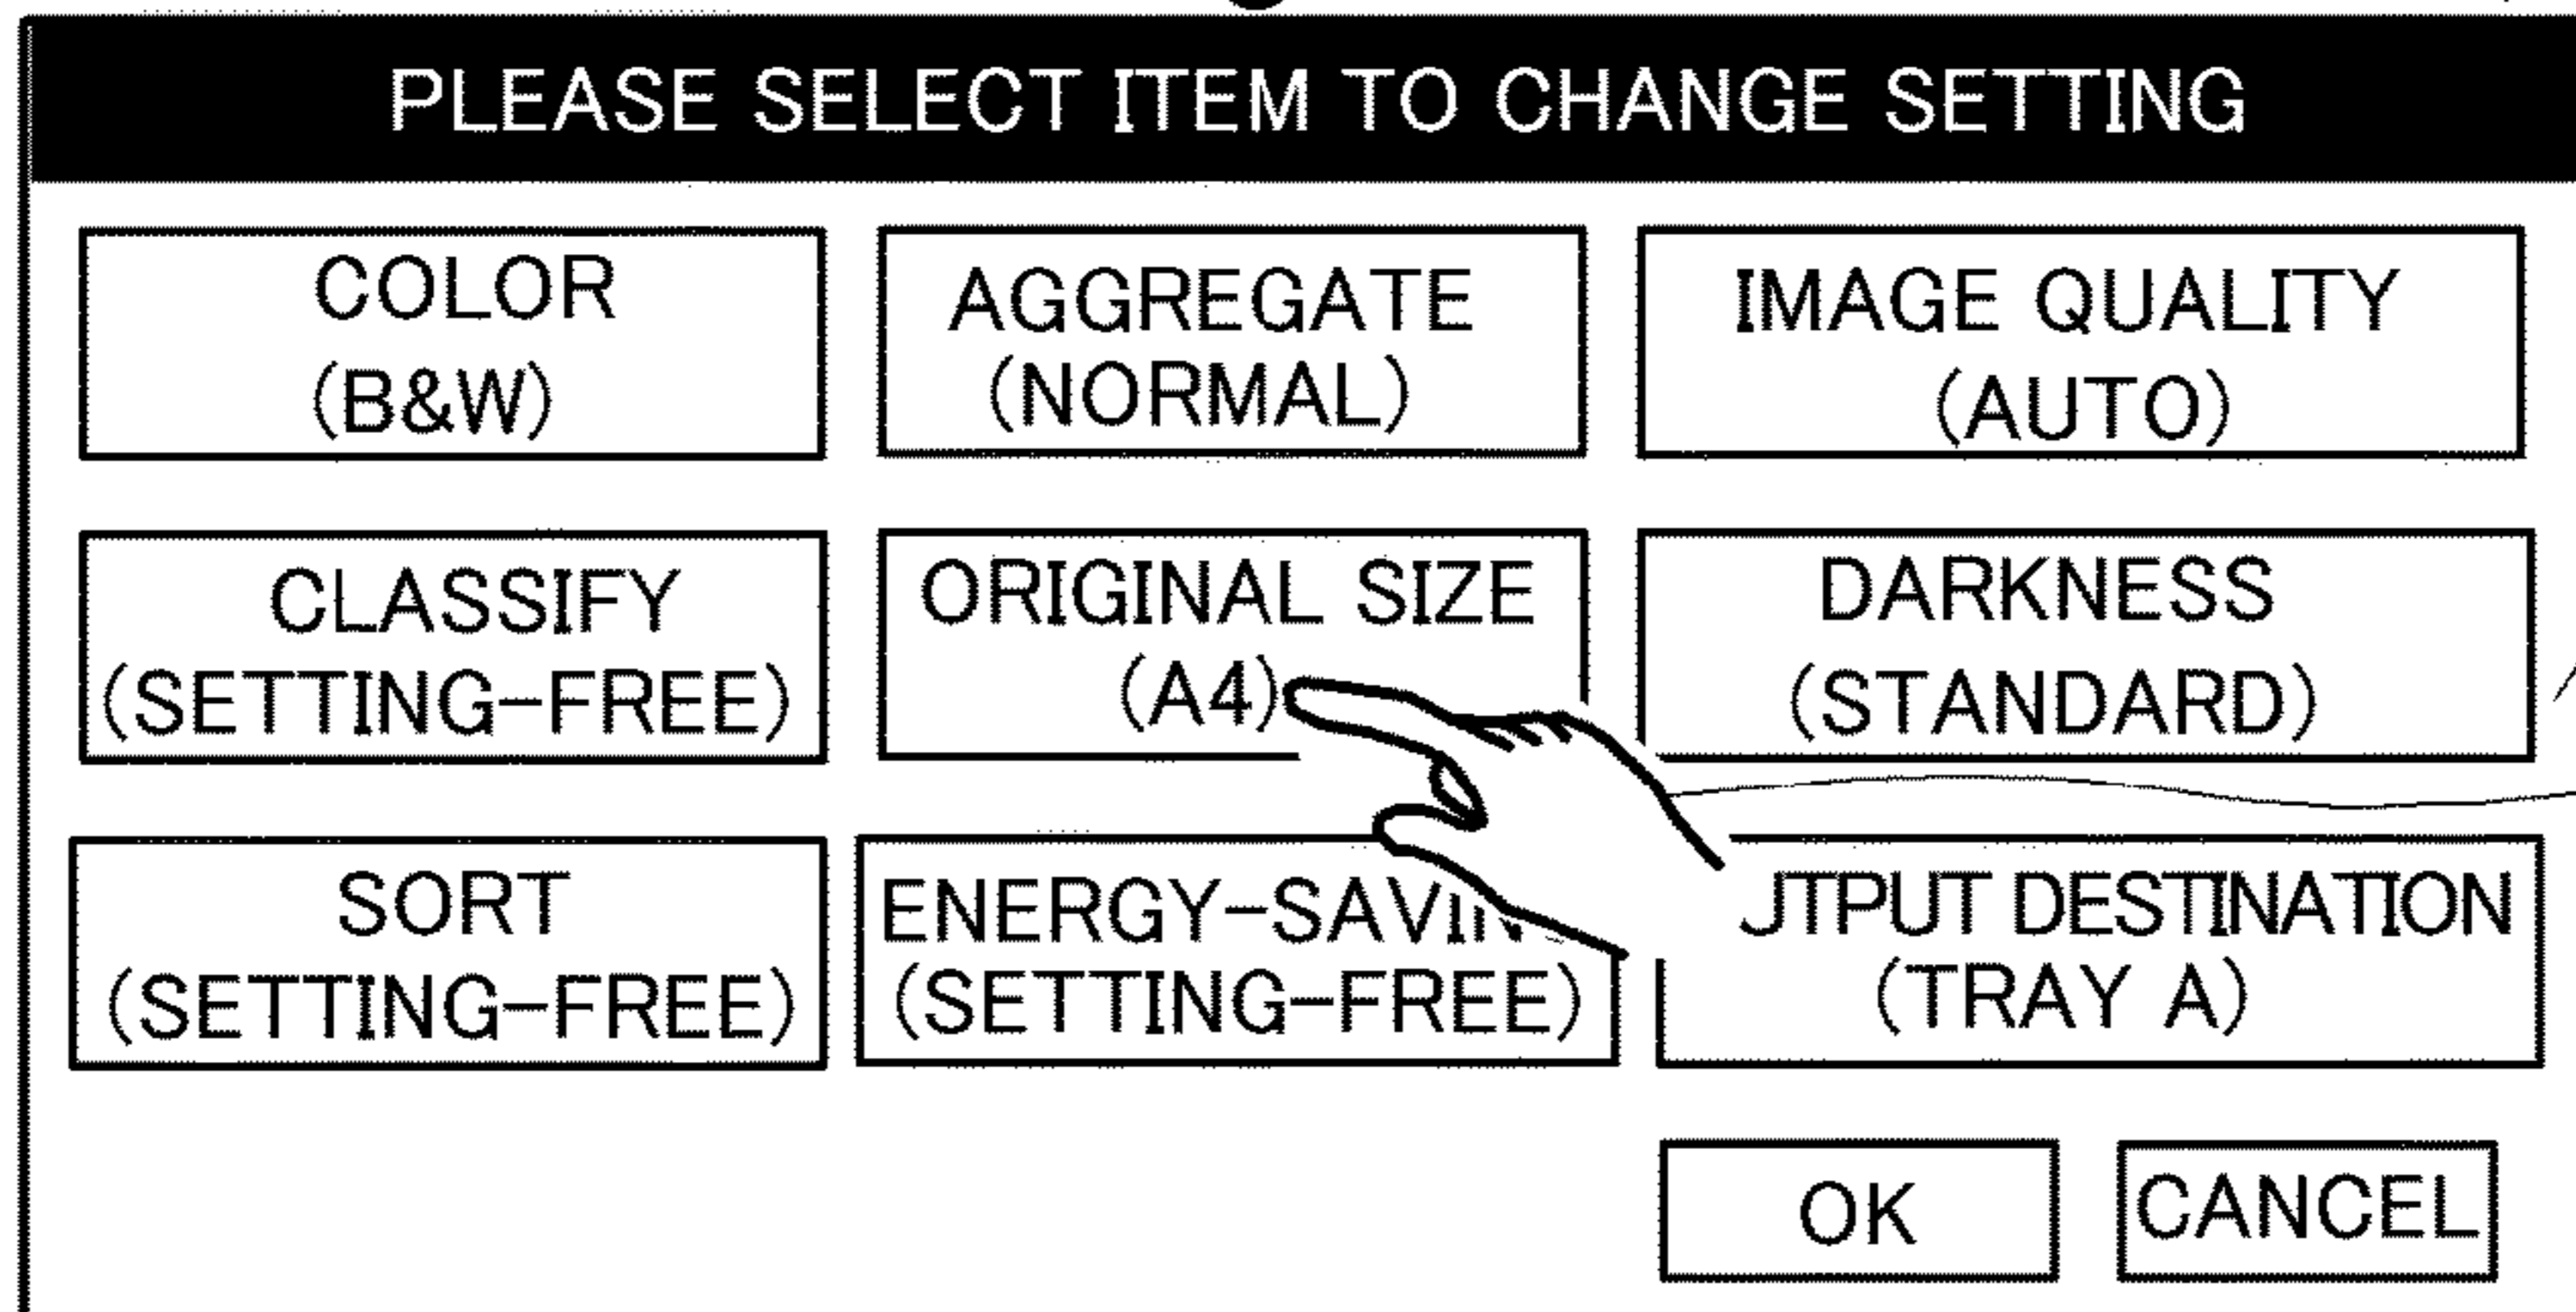 PLEASE SELECT ITEM TO CHANGE SETTING
COLOR
(B&W)
AGGREGATE
(NORMAL)
IMAGE QUALITY
(AUTO)
CLASSIFY
(SETTING-FREE)
ORIGINAL SIZE
(A4)
DARKNESS
(STANDARD)
SORT
(SETTING-FREE)
(SETTING-FREE)
DESTINATION
(TRAY A)
OK
CANCEL